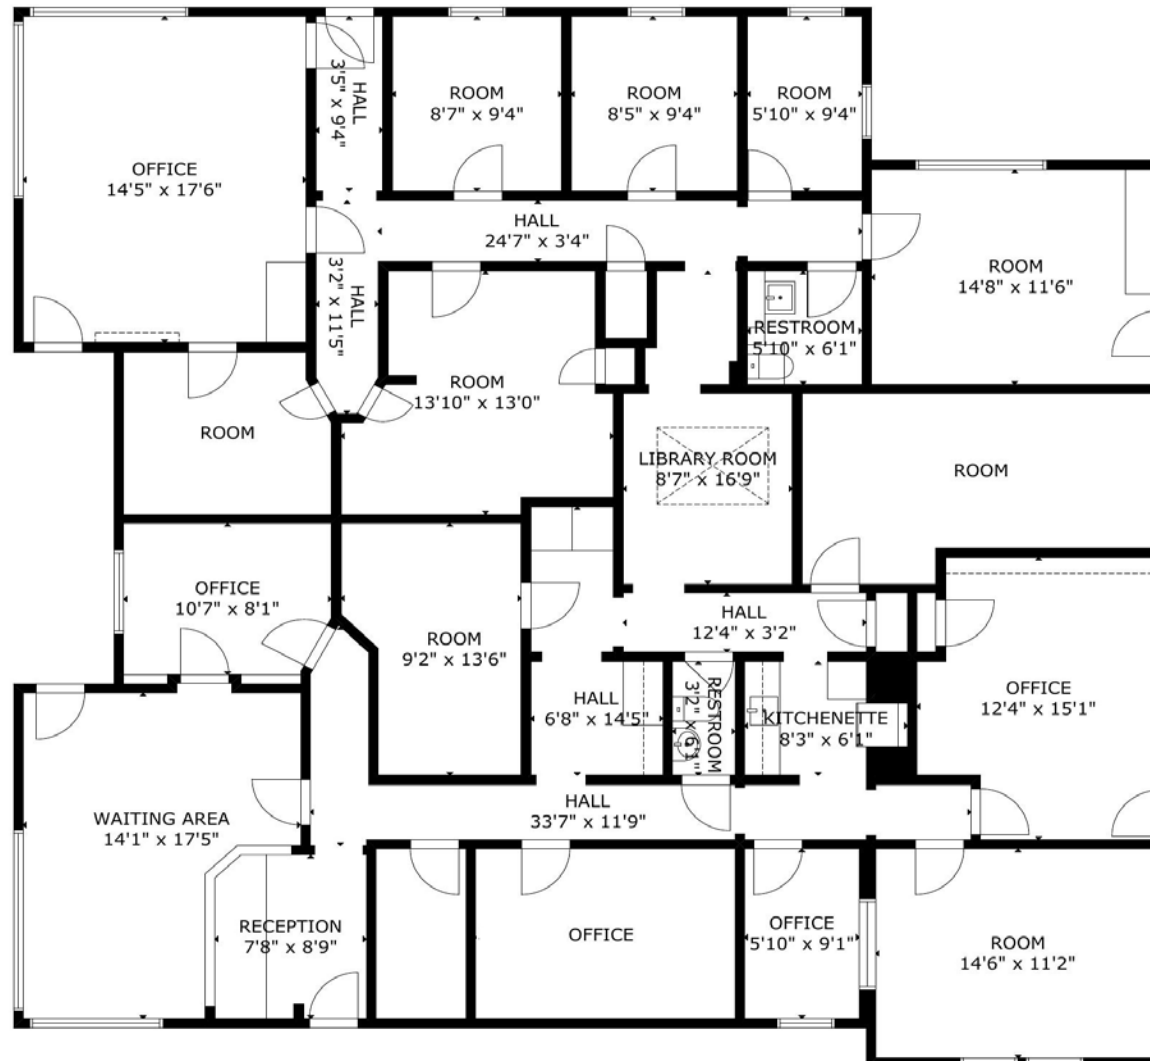 HALL
3'5" x 9'4"
ROOM
8'7" x 9'4"
ROOM
8'5" x 9'4"
ROOM
5'10" x 9'4"
OFFICE
14'5" x 17'6"
HALL
24'7" x 3'4"
HALL
3'2" x 11'5"
ROOM
14'8" x 11'6"
RESTROOM
5'10" x 6'1"
ROOM
13'10" x 13'0"
ROOM
LIBRARY ROOM
8'7" x 16'9"
ROOM
OFFICE
10'7" x 8'1"
ROOM
9'2" x 13'6"
HALL
12'4" x 3'2"
HALL
6'8" x 14'5"
RESTROOM
3'2" x 6'1"
KITCHENETTE
8'3" x 6'1"
OFFICE
12'4" x 15'1"
WAITING AREA
14'1" x 17'5"
HALL
33'7" x 11'9"
RECEPTION
7'8" x 8'9"
OFFICE
OFFICE
5'10" x 9'1"
ROOM
14'6" x 11'2"